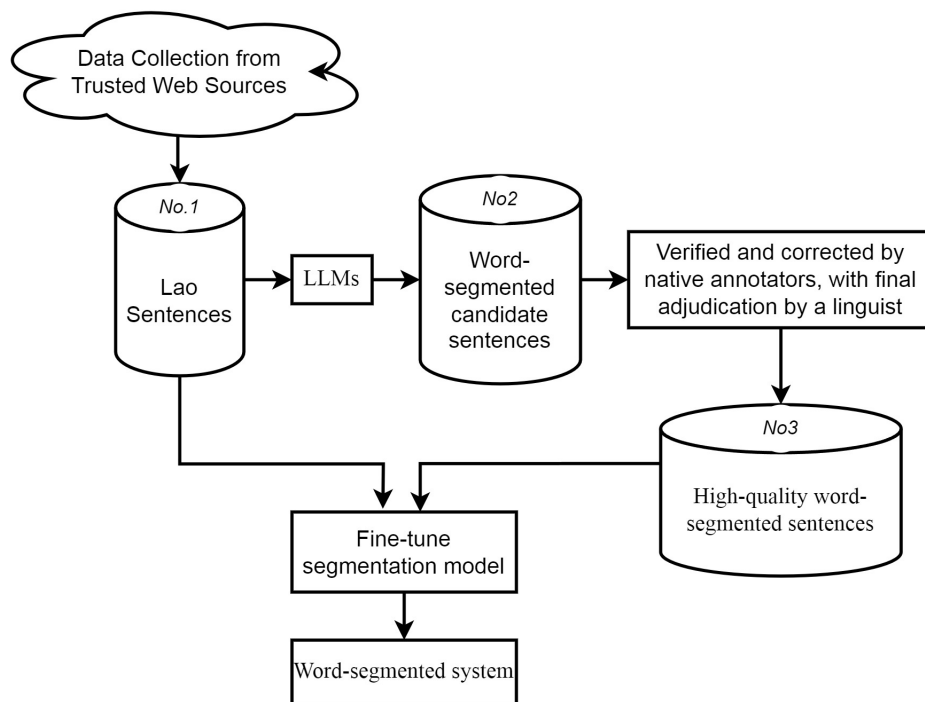 Data Collection from
Trusted Web Sources
No.1
Lao
Sentences
LLMs
No2
Word-
segmented
candidate
sentences
Verified and corrected by
native annotators, with final
adjudication by a linguist
No3
High-quality word-
segmented sentences
Fine-tune
segmentation model
Word-segmented system